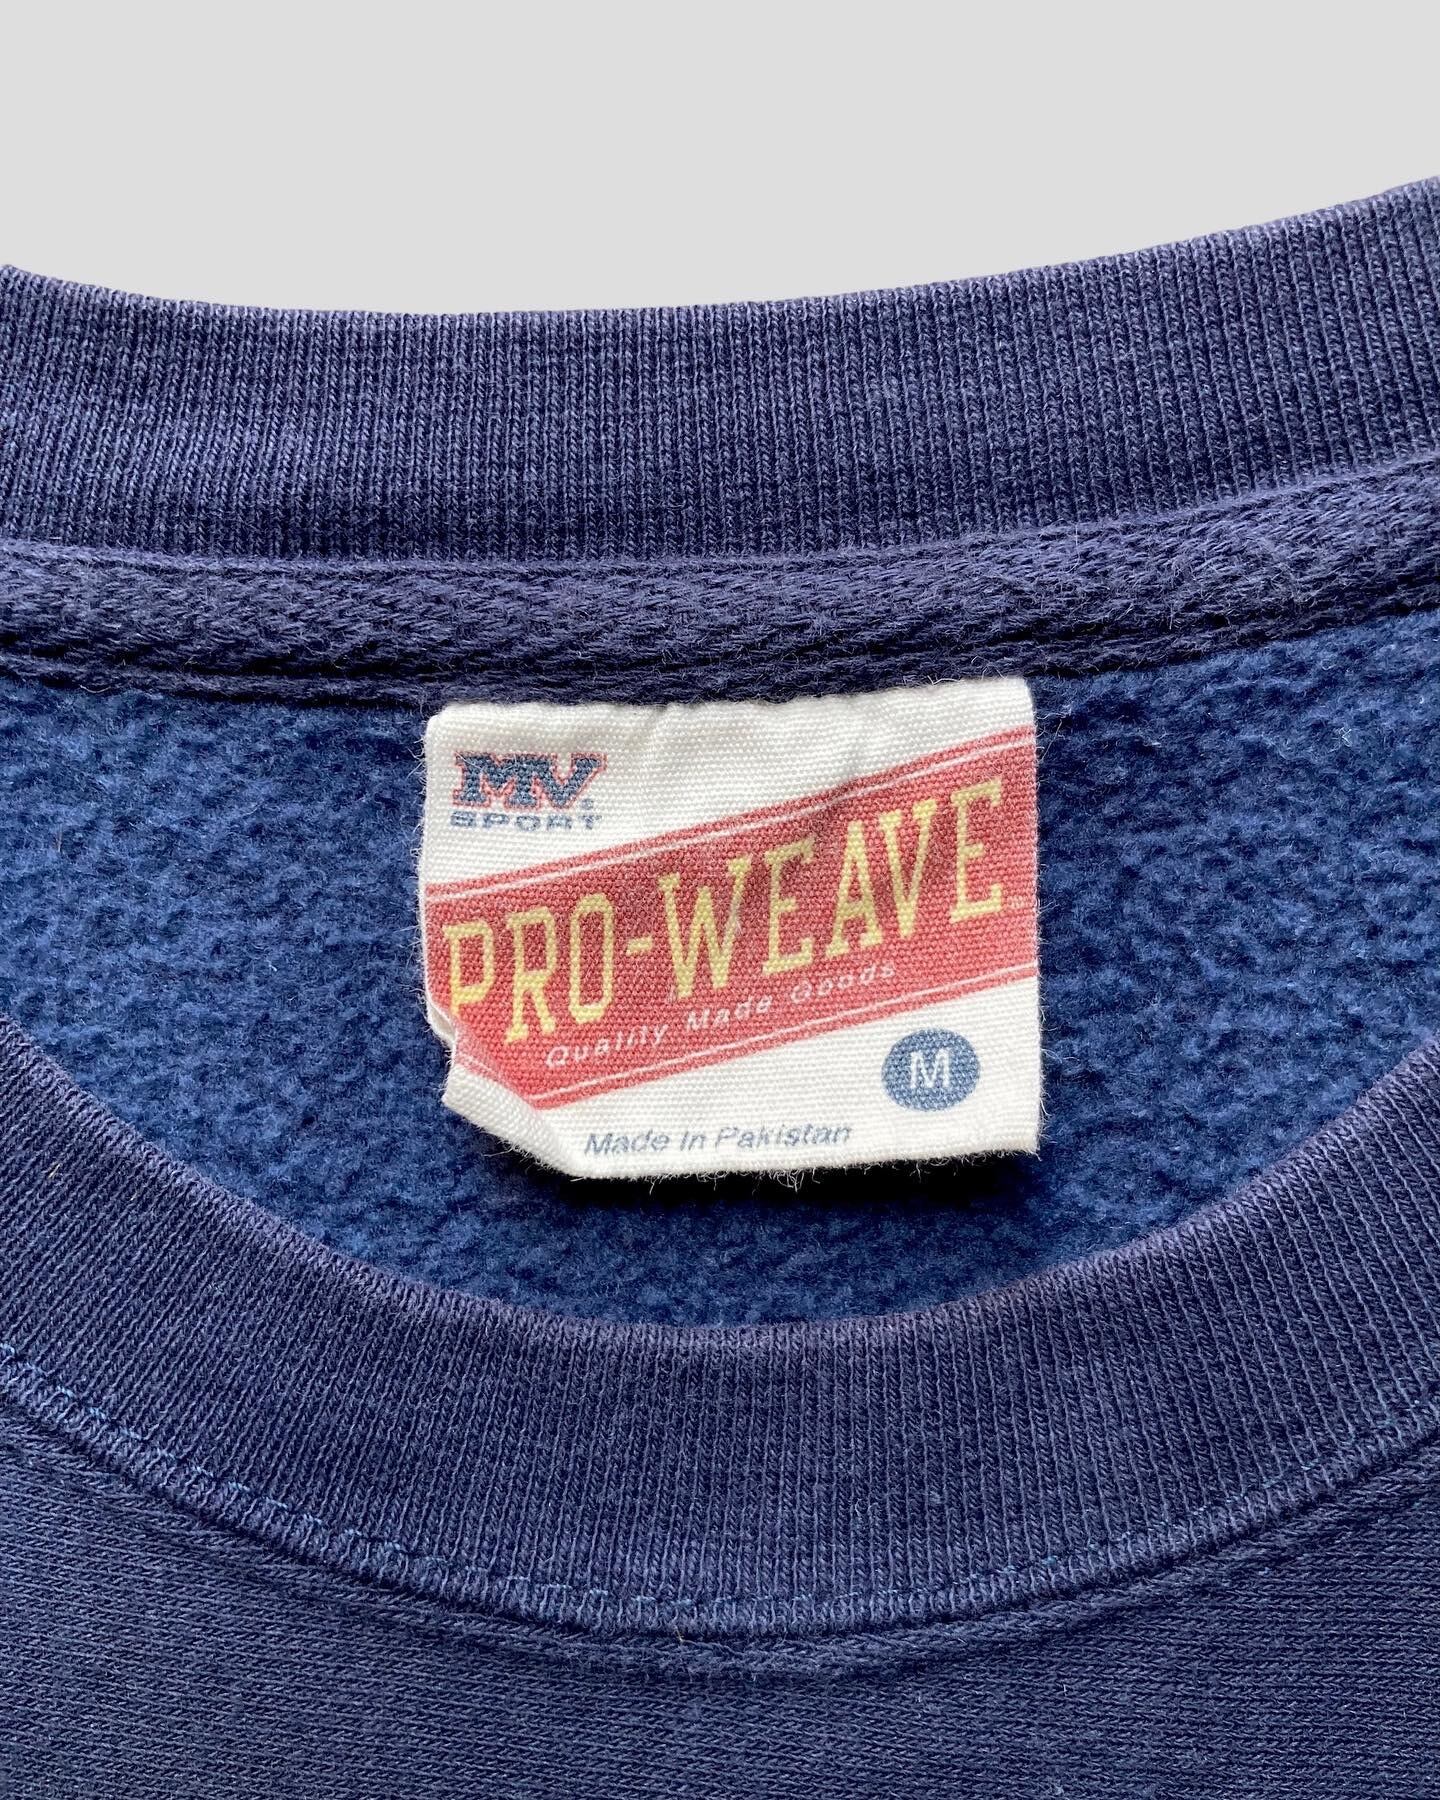 MV
SPORT
PRO-WEAVE
Quality Made Goods
M
Made In Pakistan